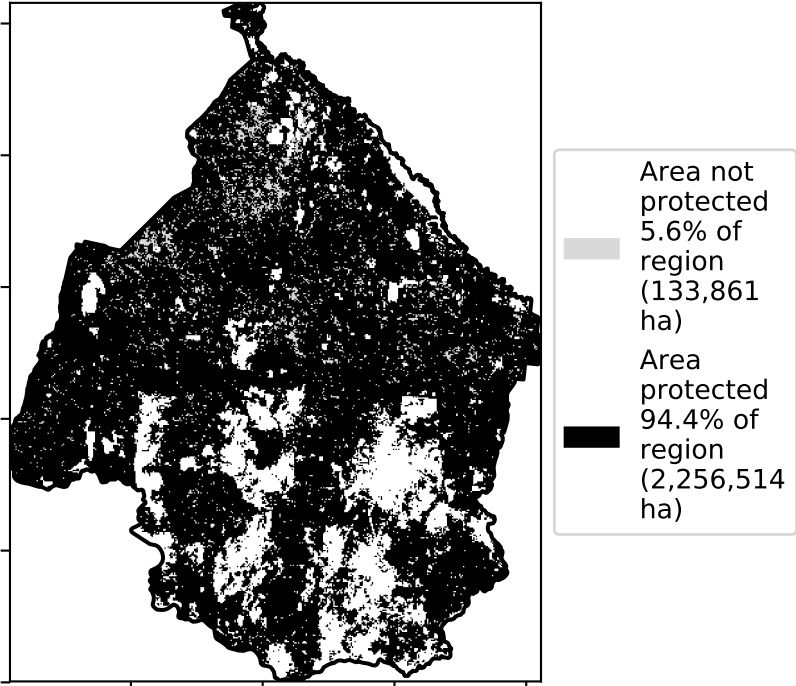 Area not
protected
5.6% of
region
(133,861
ha)
Area
protected
94.4% of
region
(2,256,514
ha)